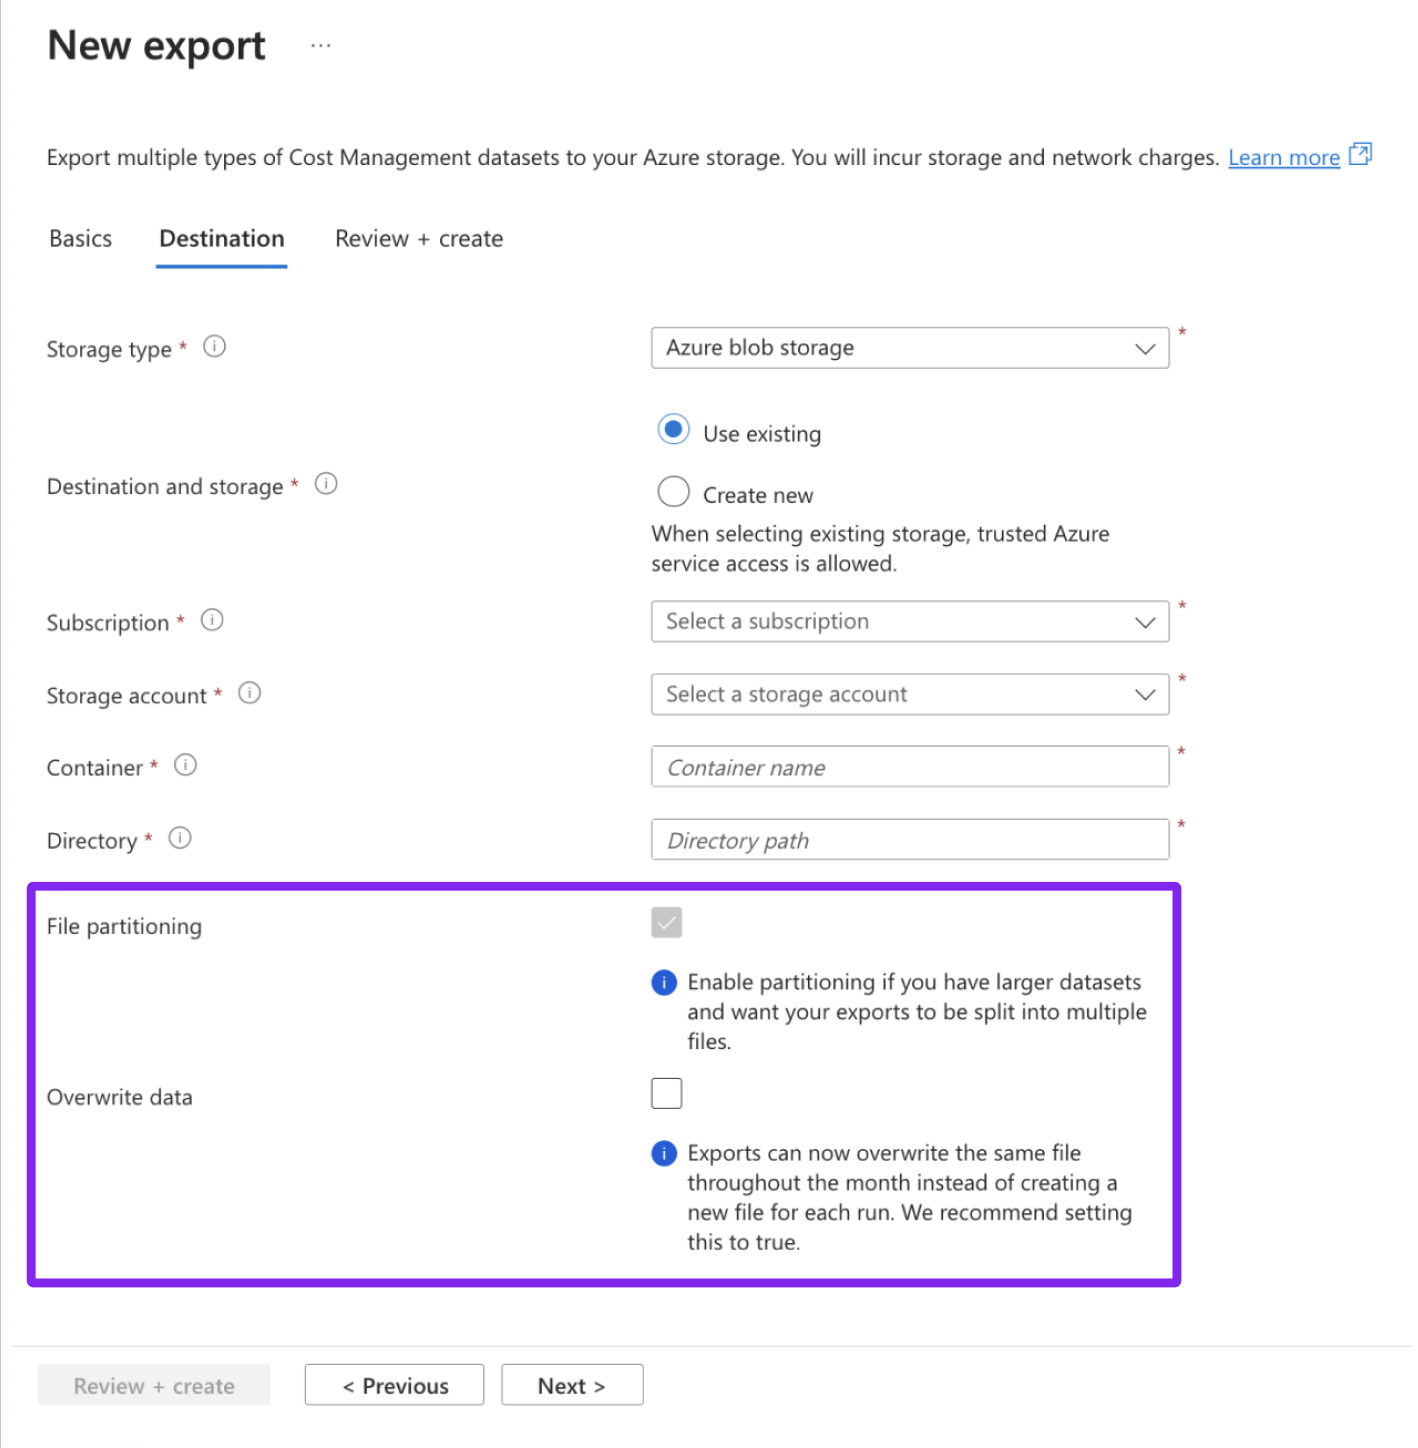 New export ...
Export multiple types of Cost Management datasets to your Azure storage. You will incur storage and network charges. Learn more
Basics Destination Review + create
Storage type * Azure blob storage *
Use existing
Destination and storage *
Create new
When selecting existing storage, trusted Azure
service access is allowed.
Subscription * Select a subscription *
Storage account * Select a storage account *
Container * Container name *
Directory * Directory path *
File partitioning
Enable partitioning if you have larger datasets
and want your exports to be split into multiple
files.
Overwrite data
Exports can now overwrite the same file
throughout the month instead of creating a
new file for each run. We recommend setting
this to true.
Review + create < Previous Next >